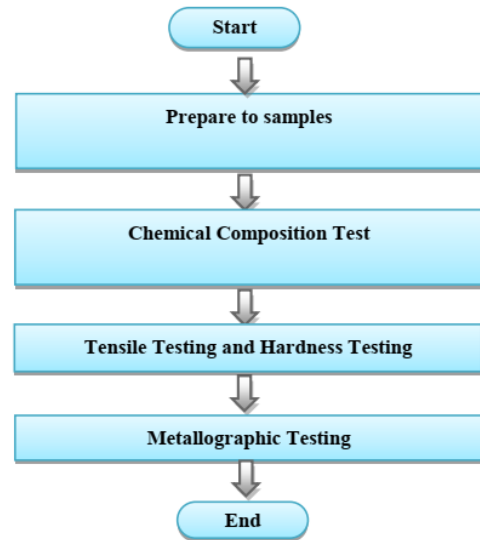 Start
Prepare to samples
Chemical Composition Test
Tensile Testing and Hardness Testing
Metallographic Testing
End